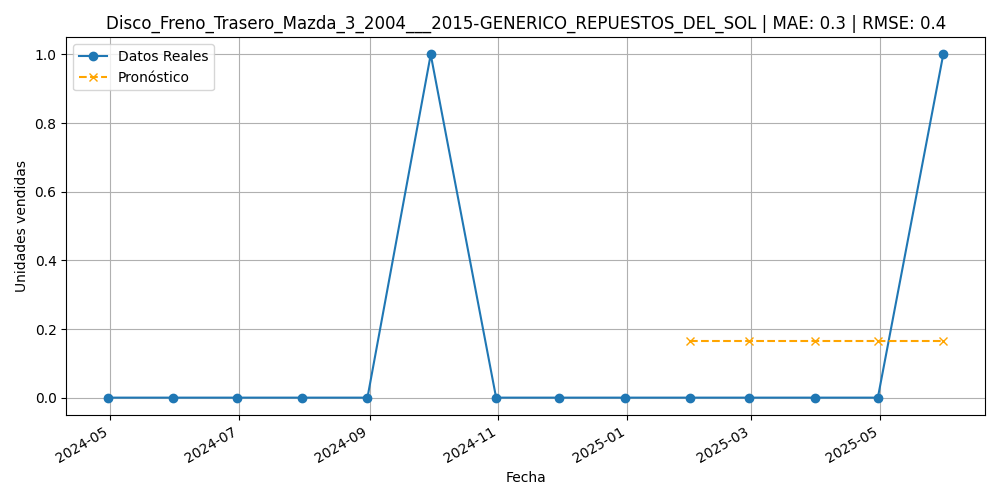 Disco_Freno_Trasero_Mazda_3_2004___2015-GENERICO_REPUESTOS_DEL_SOL | MAE: 0.3 | RMSE: 0.4
Datos Reales
Pronóstico
Unidades vendidas
1.0
0.8
0.6
0.4
0.2
0.0
2024-05
2024-07
2024-09
2024-11
2025-01
2025-03
2025-05
Fecha